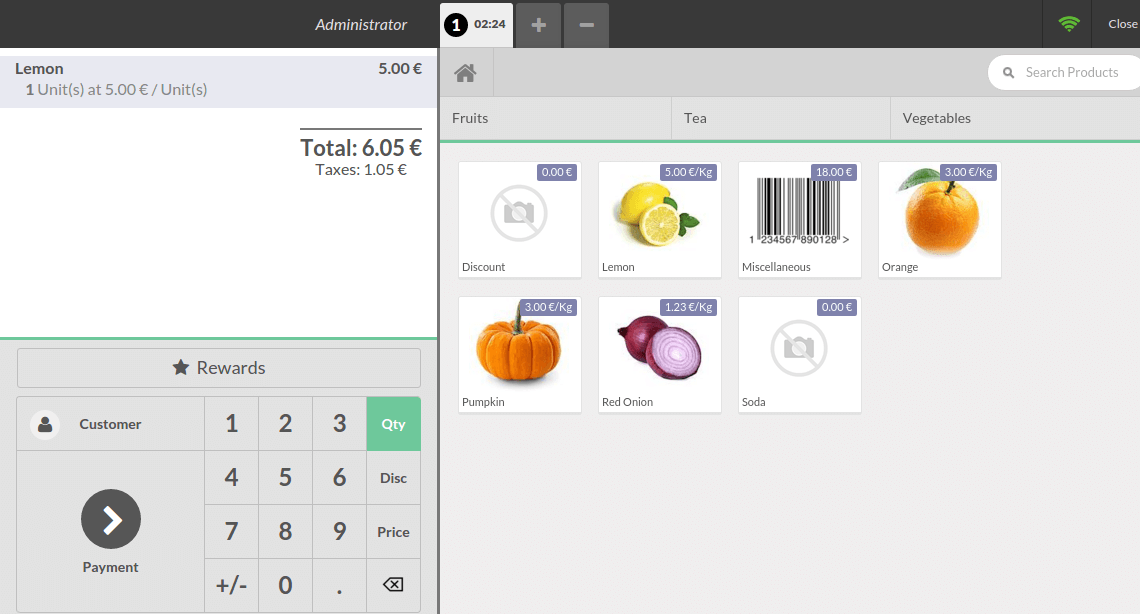 Administrator
1 02:24
Close
Lemon 5.00 €
1 Unit(s) at 5.00 € / Unit(s)
Total: 6.05 €
Taxes: 1.05 €
Search Products
Fruits Tea Vegetables
0.00 €
Discount
5.00 €/Kg
Lemon
18.00 €
1 234567 890128 >
Miscellaneous
3.00 €/Kg
Orange
3.00 €/Kg
Pumpkin
1.23 €/Kg
Red Onion
0.00 €
Soda
Rewards
Customer
Payment
1 2 3 Qty
4 5 6 Disc
7 8 9 Price
+/- 0 .